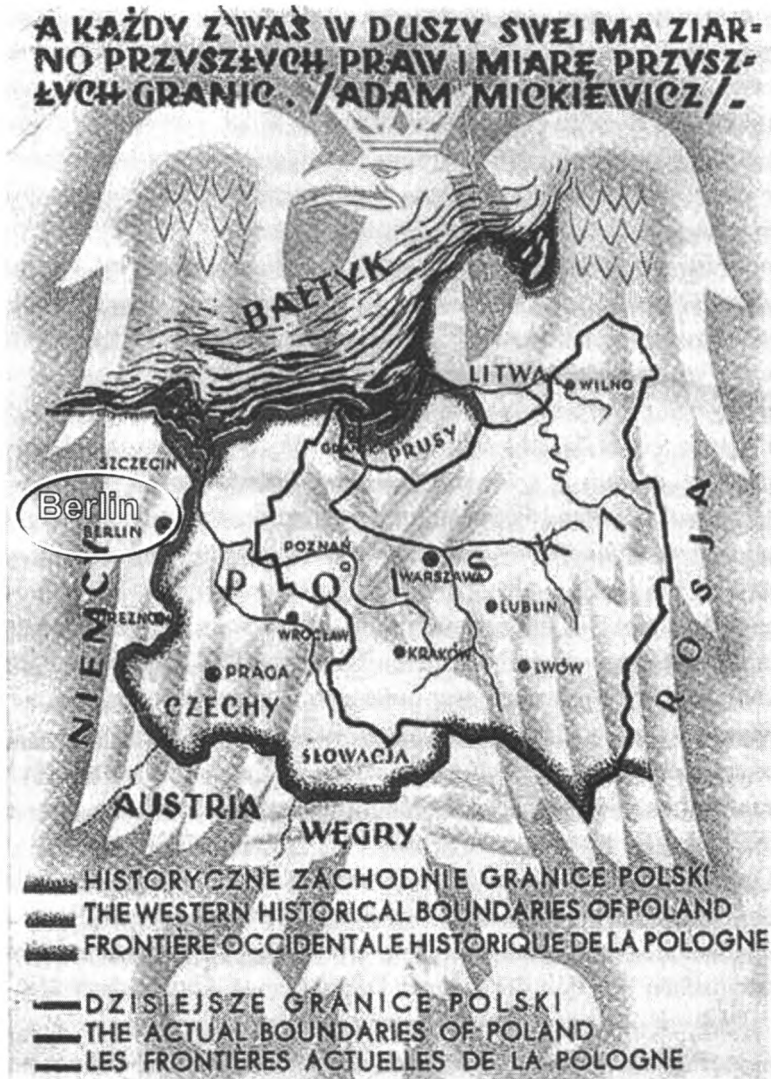 A KAŻDY Z WAS W DUSZY SWEJ MA ZIAR=
NO PRZYSZŁYCH PRAW I MIARĘ PRZYSZ=
ŁYCH GRANIC. /ADAM MICKIEWICZ/_
BAŁTYK
LITWA
WILNO
PRUSY
SZCZECIN
Berlin
BERLIN
NIEMCY
POZNAŃ
WARSZAWA
POLS
ROSJA
LUBLIN
WROCŁAW
KRAKÓW
LWÓW
PRAGA
CZECHY
SŁOWACJA
AUSTRIA
WĘGRY
HISTORYCZNE ZACHODNIE GRANICE POLSKI
THE WESTERN HISTORICAL BOUNDARIES OF POLAND
FRONTIÈRE OCCIDENTALE HISTORIQUE DE LA POLOGNE
DZISIEJSZE GRANICE POLSKI
THE ACTUAL BOUNDARIES OF POLAND
LES FRONTIÈRES ACTUELLES DE LA POLOGNE